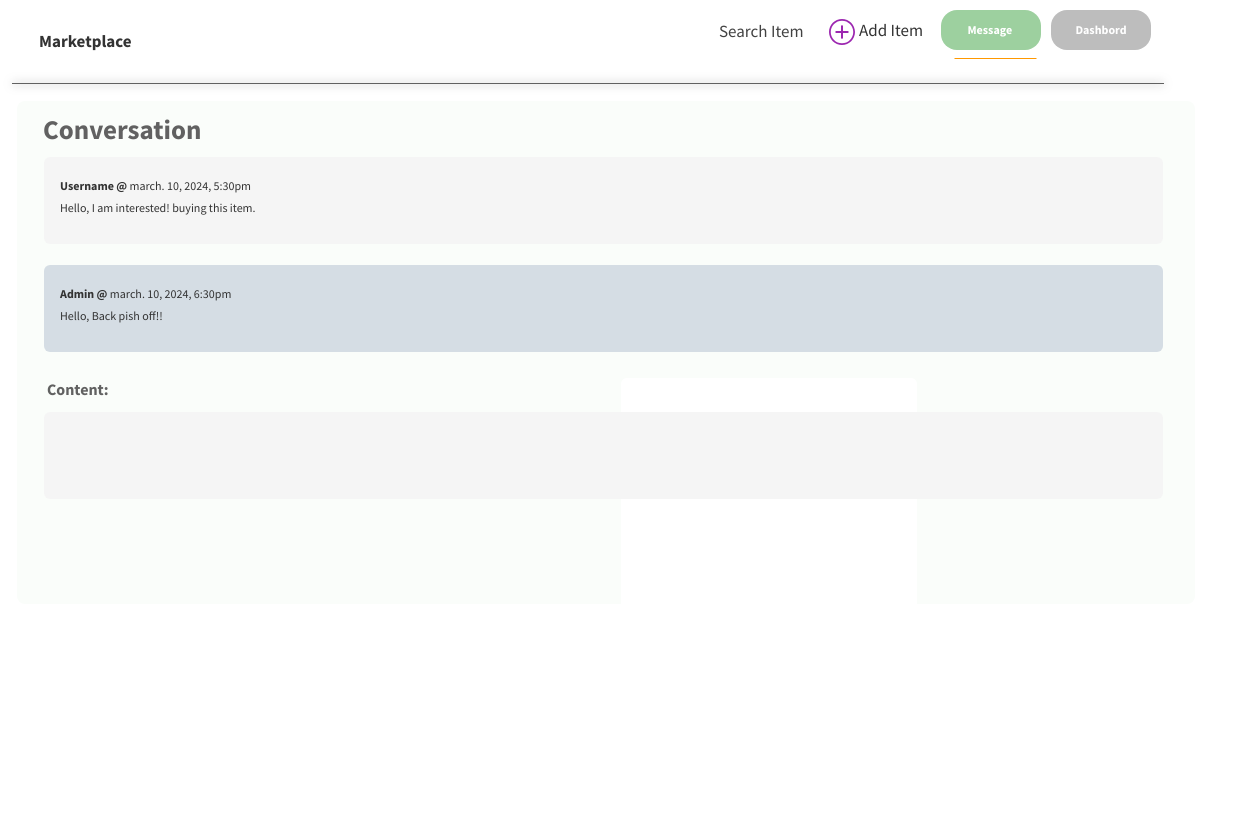 Marketplace
Search Item
Add Item
Message
Dashbord
Conversation
Username @ march. 10, 2024, 5:30pm
Hello, I am interested! buying this item.
Admin @ march. 10, 2024, 6:30pm
Hello, Back pish off!!
Content: